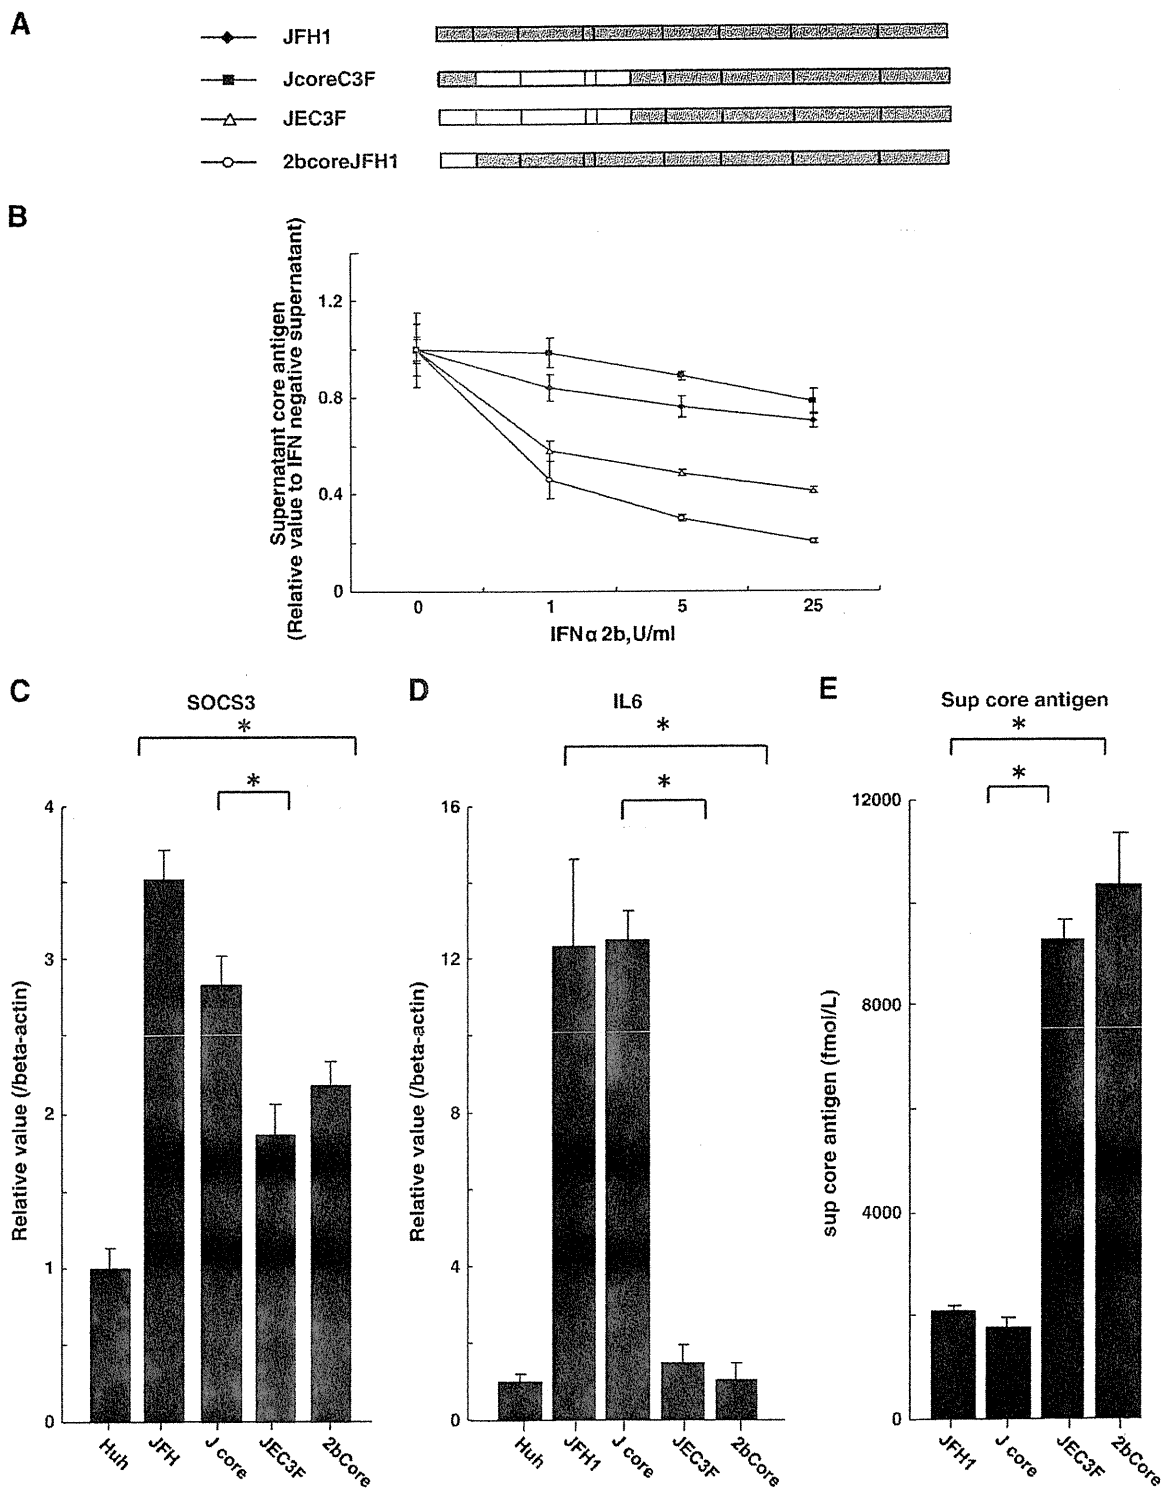 A
JFH1
JcoreC3F
JEC3F
2bcoreJFH1
B
Supernatant core antigen
(Relative value to IFN negative supernatant)
1.2
0.8
0.4
0
0 1 5 25
IFNα 2b,U/ml
C
SOCS3
*
*
Relative value (/beta-actin)
4
3
2
1
0
Huh JFH J core JEC3F 2bCore
D
IL6
*
*
Relative value (/beta-actin)
16
12
8
4
0
Huh JFH1 J core JEC3F 2bCore
E
Sup core antigen
*
*
sup core antigen (fmol/L)
12000
8000
4000
0
JFH1 J core JEC3F 2bCore